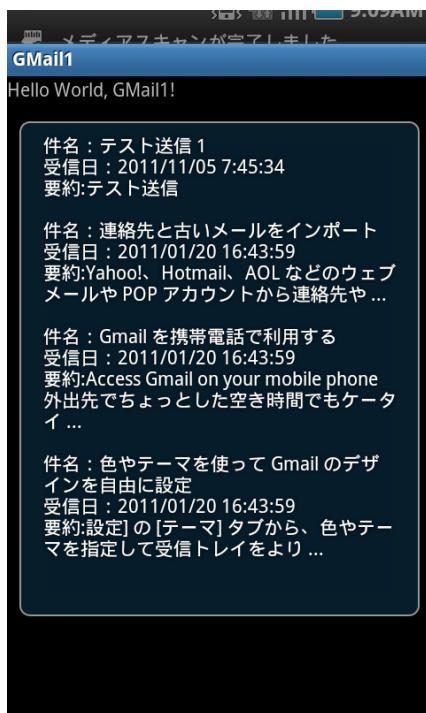 9:09AM
メディアスキャンが完了しました
GMail1
Hello World, GMail1!
件名：テスト送信 1
受信日：2011/11/05 7:45:34
要約:テスト送信
件名：連絡先と古いメールをインポート
受信日：2011/01/20 16:43:59
要約:Yahoo!、Hotmail、AOL などのウェブ
メールや POP アカウントから連絡先や ...
件名：Gmail を携帯電話で利用する
受信日：2011/01/20 16:43:59
要約:Access Gmail on your mobile phone
外出先でちょっとした空き時間でもケータ
イ ...
件名：色やテーマを使って Gmail のデザ
インを自由に設定
受信日：2011/01/20 16:43:59
要約:設定] の [テーマ] タブから、色やテー
マを指定して受信トレイをより ...